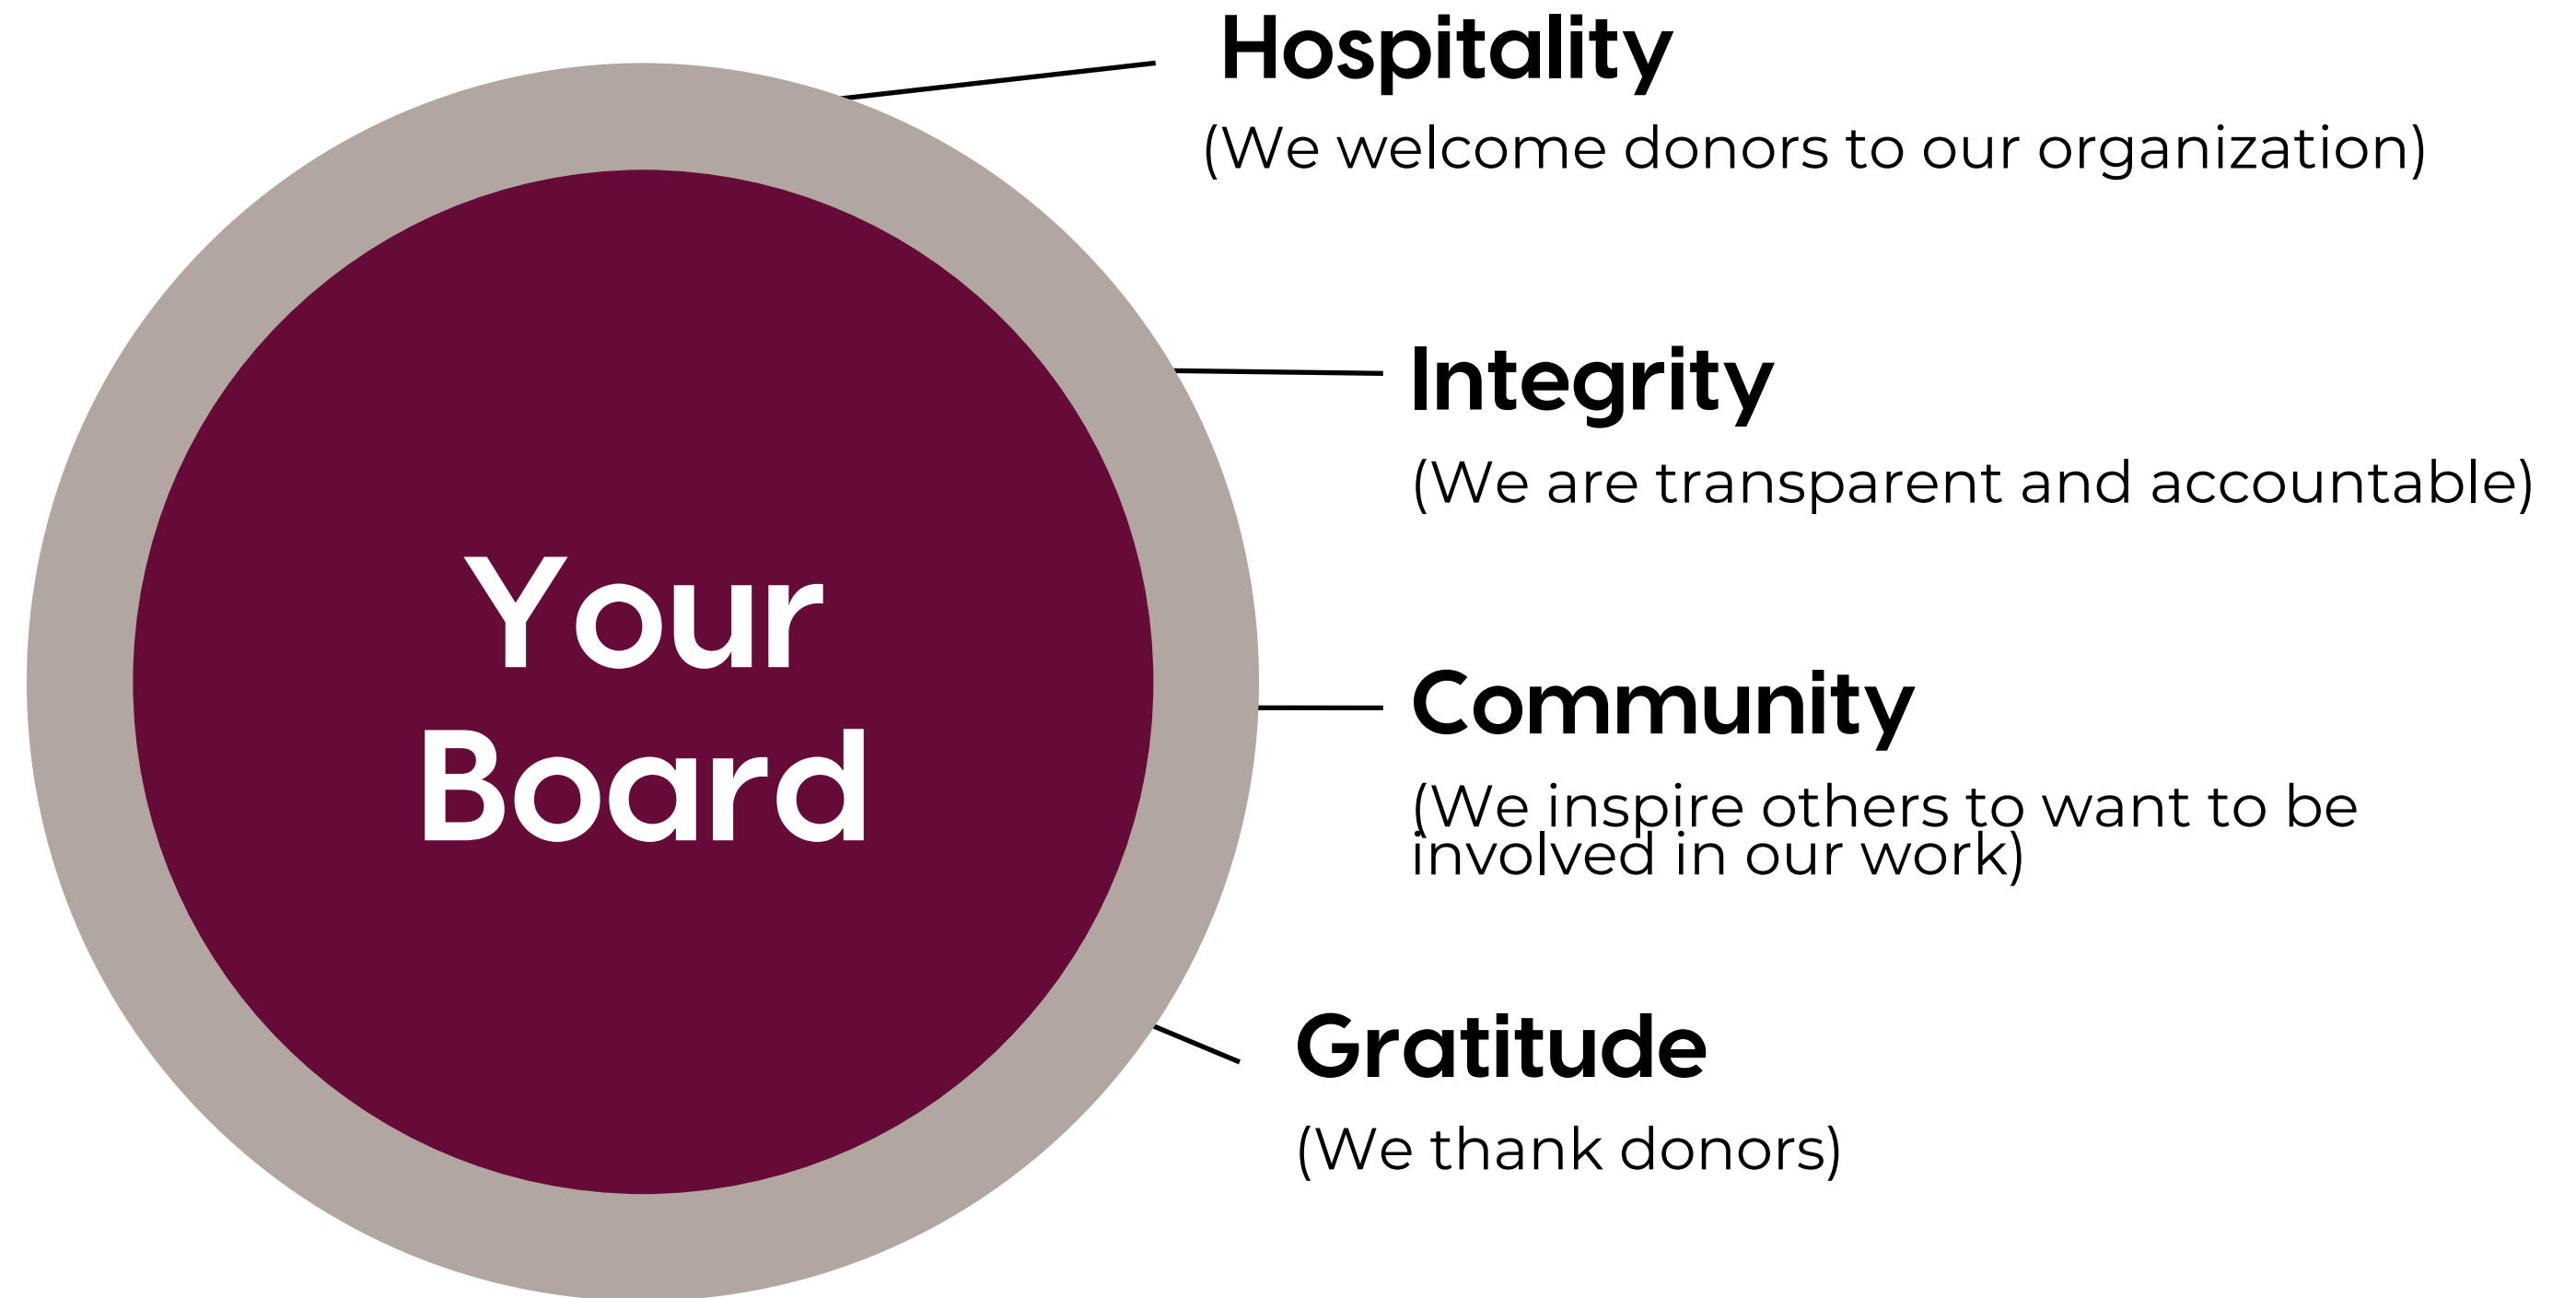 Your
Board
Hospitality
(We welcome donors to our organization)
Integrity
(We are transparent and accountable)
Community
(We inspire others to want to be
involved in our work)
Gratitude
(We thank donors)